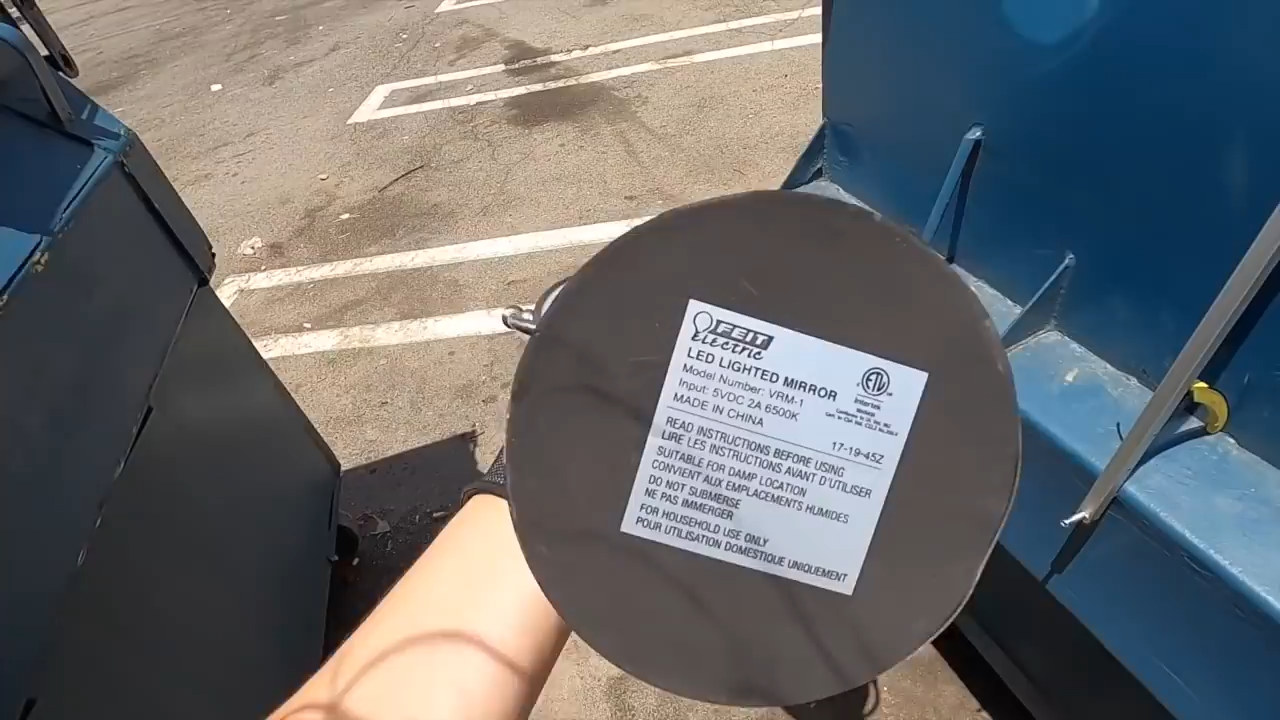 FEIT
electric
LED LIGHTED MIRROR
Model Number: VRM-1
Input: 5VDC 2A 6500K
MADE IN CHINA
ETL
Intertek
17-19-45Z
READ INSTRUCTIONS BEFORE USING
LIRE LES INSTRUCTIONS AVANT D'UTILISER
SUITABLE FOR DAMP LOCATION
CONVIENT AUX EMPLACEMENTS HUMIDES
DO NOT SUBMERSE
NE PAS IMMERGER
FOR HOUSEHOLD USE ONLY
POUR UTILISATION DOMESTIQUE UNIQUEMENT